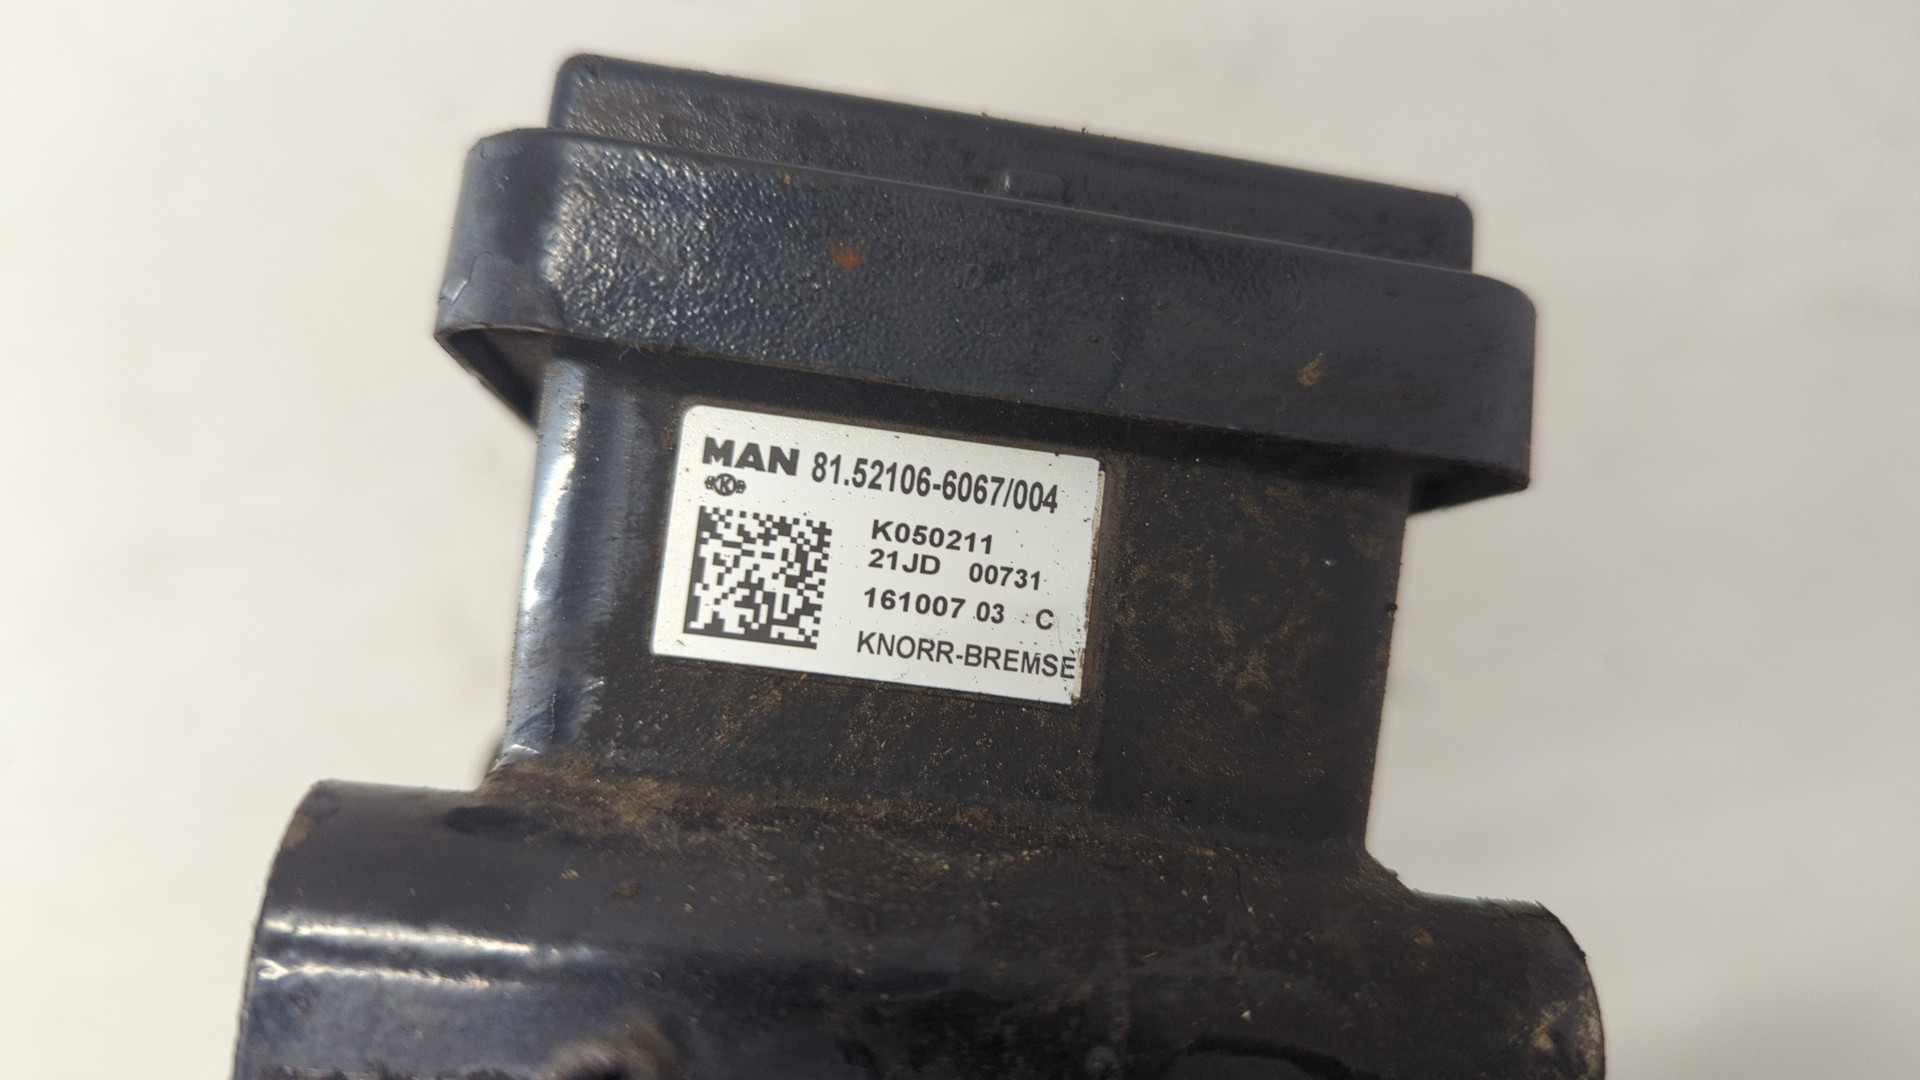 MAN 81.52106-6067/004
K
K050211
21JD 00731
161007 03 C
KNORR-BREMSE